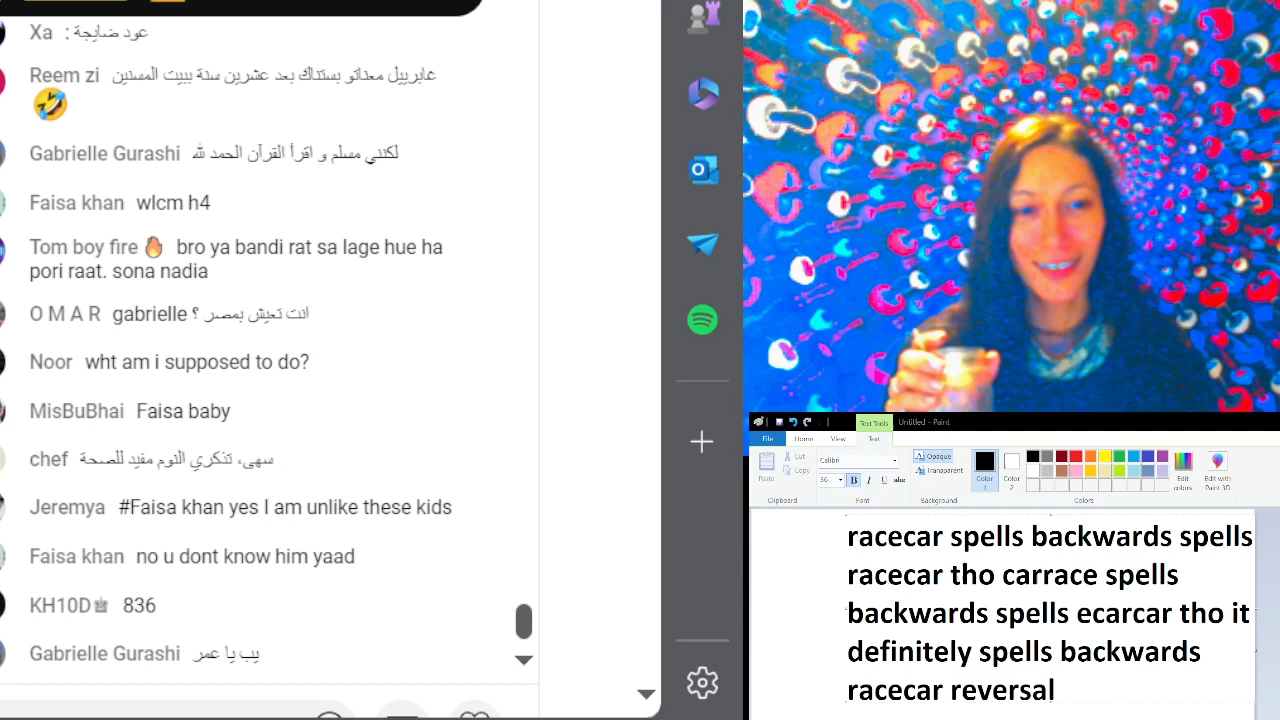 Xa : عود ضايجة
Reem zi غابرييل معناتو بستناك بعد عشرين سنة ببيت المسنين
Gabrielle Gurashi لكنني مسلم و اقرأ القرآن الحمد لله
Faisa khan wlcm h4
Tom boy fire bro ya bandi rat sa lage hue ha
pori raat. sona nadia
O M A R gabrielle انت تعيش بمصر ؟
Noor wht am i supposed to do?
MisBuBhai Faisa baby
chef سهى، تذكري النوم مفيد للصحة
Jeremya #Faisa khan yes I am unlike these kids
Faisa khan no u dont know him yaad
KH10D 836
Gabrielle Gurashi يب يا عمر
Text Tools Untitled - Paint
File Home View Text
Paste Cut Copy Calibri 36 B I U abc Opaque Transparent Color 1 Color 2 Edit colors Edit with Paint 3D
Clipboard Font Background Colors
racecar spells backwards spells
racecar tho carrace spells
backwards spells ecarcar tho it
definitely spells backwards
racecar reversal